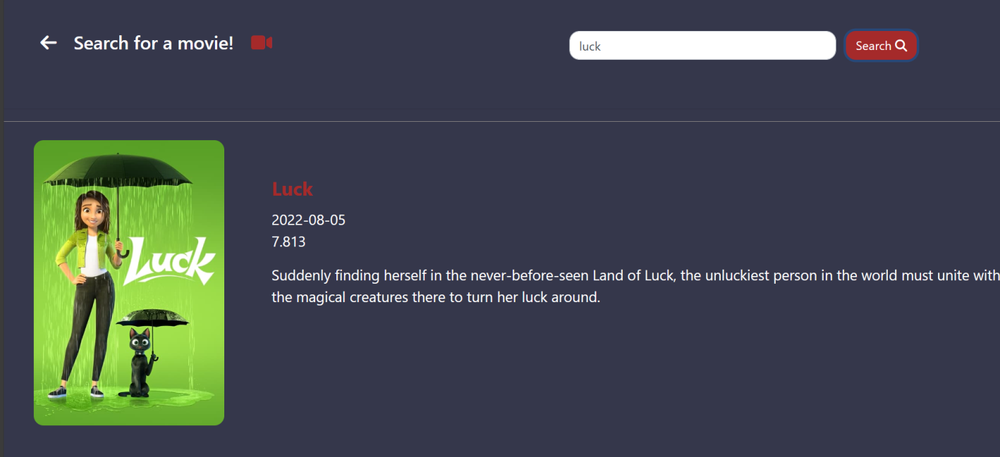 Search for a movie!
luck
Search
Luck
Luck
2022-08-05
7.813
Suddenly finding herself in the never-before-seen Land of Luck, the unluckiest person in the world must unite with
the magical creatures there to turn her luck around.